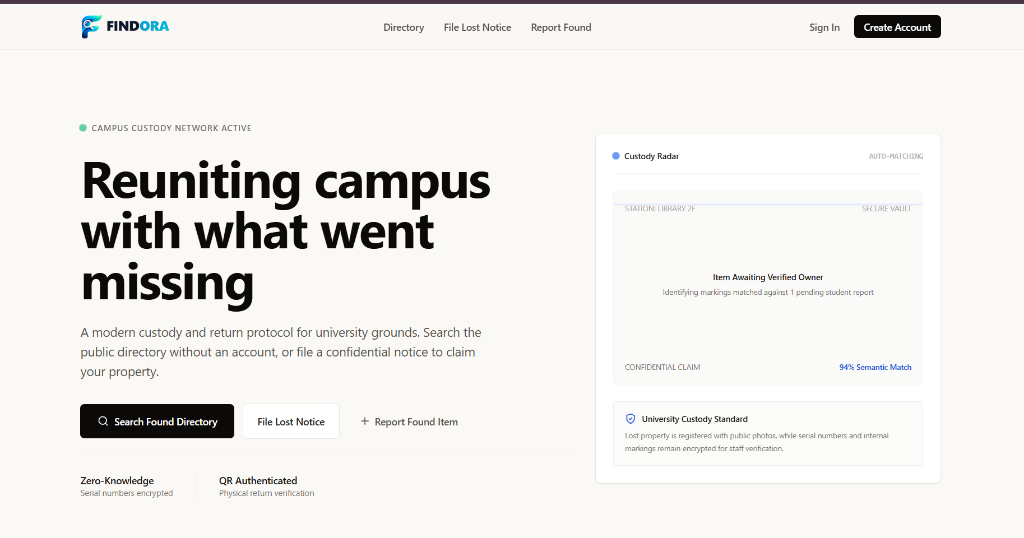 FINDORA
Directory
File Lost Notice
Report Found
Sign In
Create Account
CAMPUS CUSTODY NETWORK ACTIVE
Reuniting campus
with what went
missing
A modern custody and return protocol for university grounds. Search the
public directory without an account, or file a confidential notice to claim
your property.
Search Found Directory
File Lost Notice
+ Report Found Item
Zero-Knowledge
Serial numbers encrypted
QR Authenticated
Physical return verification
Custody Radar
AUTO-MATCHING
STATION: LIBRARY 2F
SECURE VAULT
Item Awaiting Verified Owner
Identifying markings matched against 1 pending student report
CONFIDENTIAL CLAIM
94% Semantic Match
University Custody Standard
Lost property is registered with public photos, while serial numbers and internal
markings remain encrypted for staff verification.